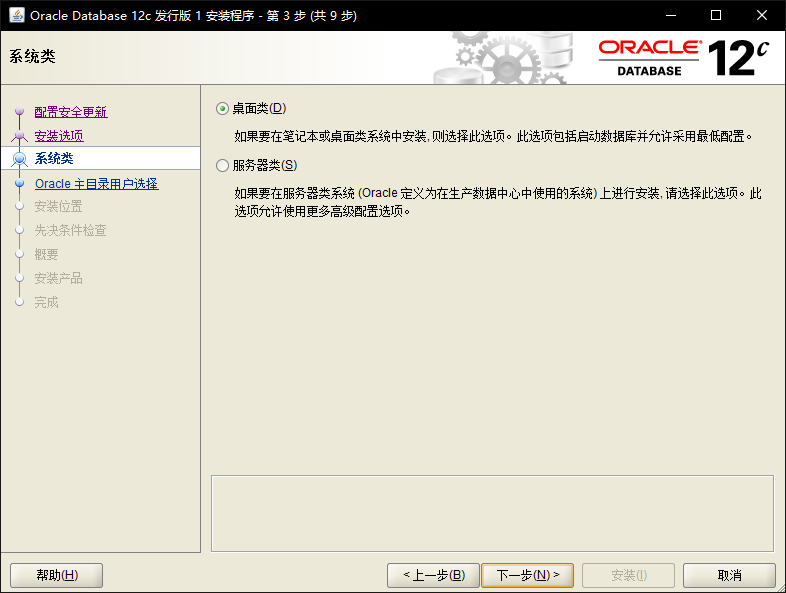 Oracle Database 12c 发行版 1 安装程序 - 第 3 步 (共 9 步)
系统类
ORACLE®
DATABASE
12c
配置安全更新
安装选项
系统类
Oracle 主目录用户选择
安装位置
先决条件检查
概要
安装产品
完成
桌面类(D)
如果要在笔记本或桌面类系统中安装, 则选择此选项。此选项包括启动数据库并允许采用最低配置。
服务器类(S)
如果要在服务器类系统 (Oracle 定义为在生产数据中心中使用的系统) 上进行安装, 请选择此选项。此
选项允许使用更多高级配置选项。
帮助(H)
< 上一步(B)
下一步(N) >
安装(I)
取消